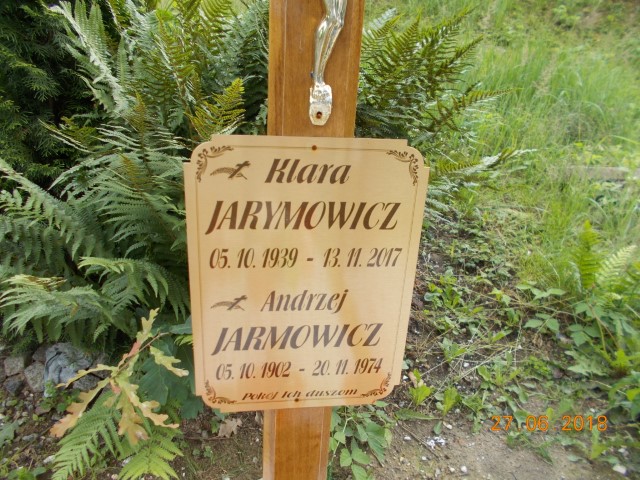 Klara
JARYMOWICZ
05. 10. 1939 - 13. 11. 2017
Andrzej
JARMOWICZ
05. 10. 1902 - 20. 11. 1974
Pokój Ich duszom
27.06.2018